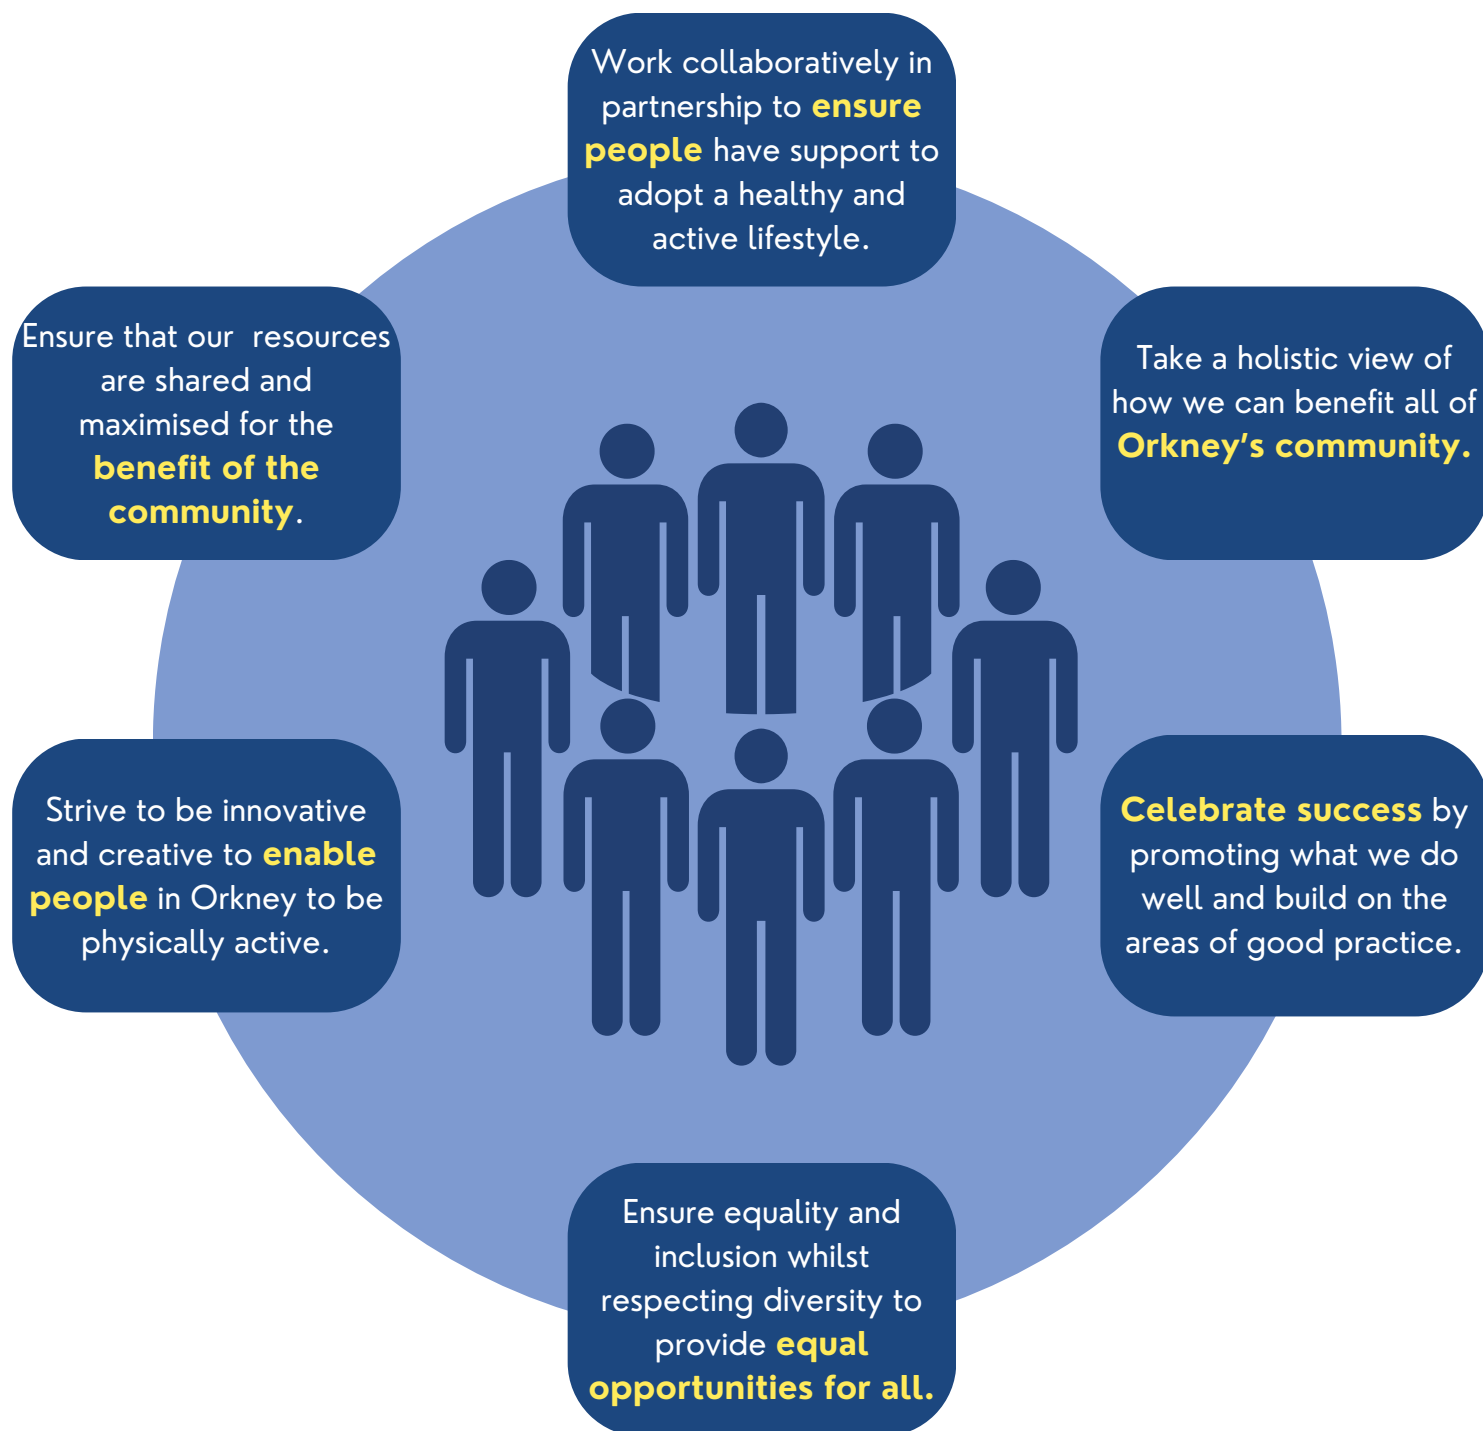 Work collaboratively in
partnership to ensure
people have support to
adopt a healthy and
active lifestyle.
Take a holistic view of
how we can benefit all of
Orkney's community.
Celebrate success by
promoting what we do
well and build on the
areas of good practice.
Ensure equality and
inclusion whilst
respecting diversity to
provide equal
opportunities for all.
Strive to be innovative
and creative to enable
people in Orkney to be
physically active.
Ensure that our  resources
are shared and
maximised for the
benefit of the
community.